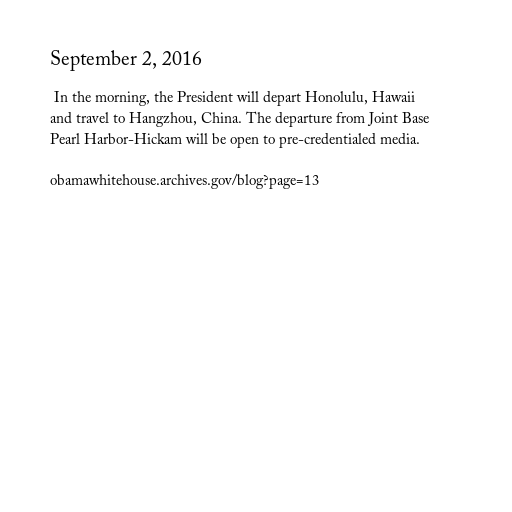 September 2, 2016
In the morning, the President will depart Honolulu, Hawaii
and travel to Hangzhou, China. The departure from Joint Base
Pearl Harbor-Hickam will be open to pre-credentialed media.
obamawhitehouse.archives.gov/blog?page=13